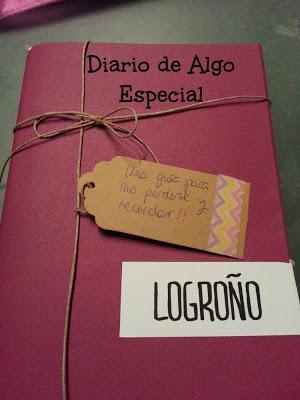 Diario de Algo
Especial
Una guía para
no perderse y
recordar!!
LOGROÑO